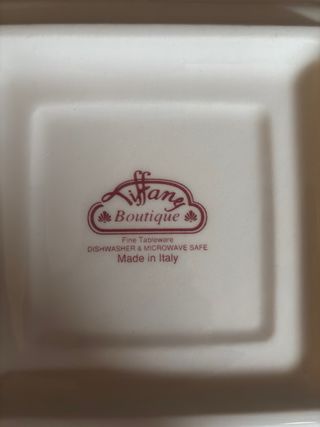 Tiffany
Boutique
Fine Tableware
DISHWASHER & MICROWAVE SAFE
Made in Italy